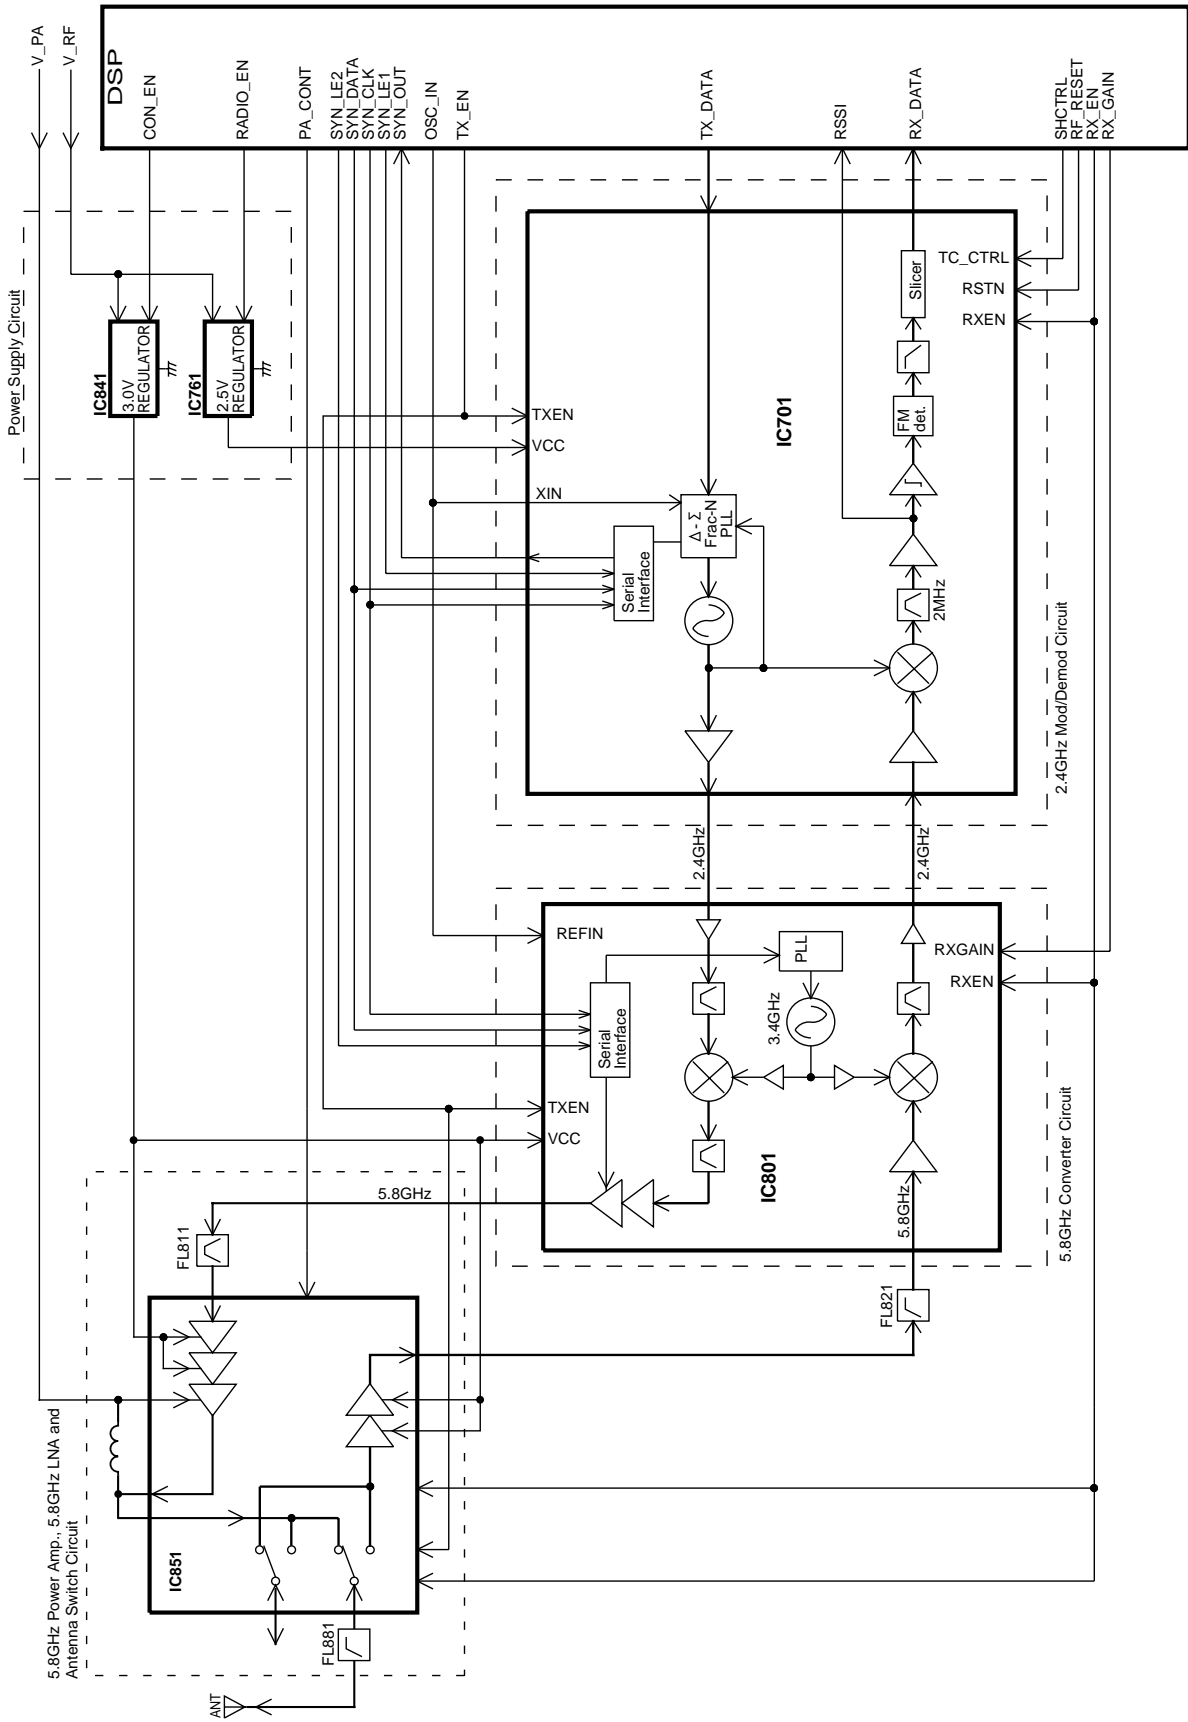 V_PA
V_RF
DSP
CON_EN
RADIO_EN
PA_CONT
SYN_LE2
SYN_DATA
SYN_CLK
SYN_LE1
SYN_OUT
OSC_IN
TX_EN
TX_DATA
RSSI
RX_DATA
SHCTRL
RF_RESET
RX_EN
RX_GAIN
Power Supply Circuit
IC841
3.0V
REGULATOR
IC761
2.5V
REGULATOR
TXEN
VCC
XIN
IC701
TC_CTRL
RSTN
RXEN
Slicer
FM
det.
Δ - Σ
Frac-N
PLL
Serial
Interface
2MHz
2.4GHz Mod/Demod Circuit
2.4GHz
2.4GHz
REFIN
PLL
RXGAIN
RXEN
3.4GHz
Serial
Interface
TXEN
VCC
IC801
5.8GHz
5.8GHz
5.8GHz Converter Circuit
FL811
FL821
5.8GHz Power Amp., 5.8GHz LNA and
Antenna Switch Circuit
IC851
FL881
ANT